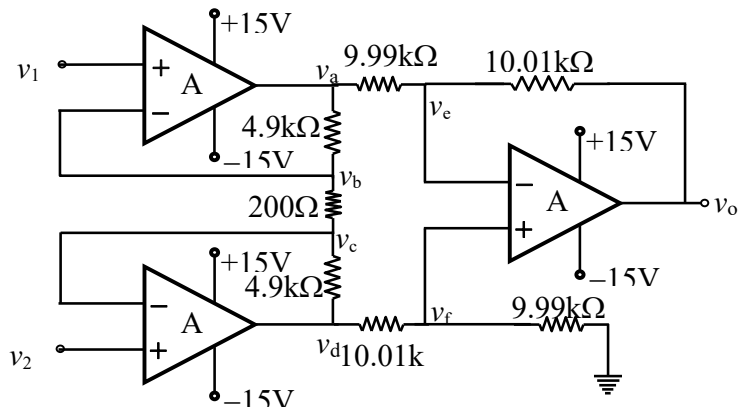 +15V
9.99kΩ
10.01kΩ
v1
+
A
va
−
ve
4.9kΩ
+15V
−15V
vb
−
A
vo
200Ω
+
vc
+15V
−15V
−
4.9kΩ
A
9.99kΩ
vf
v2
+
vd
10.01k
−15V